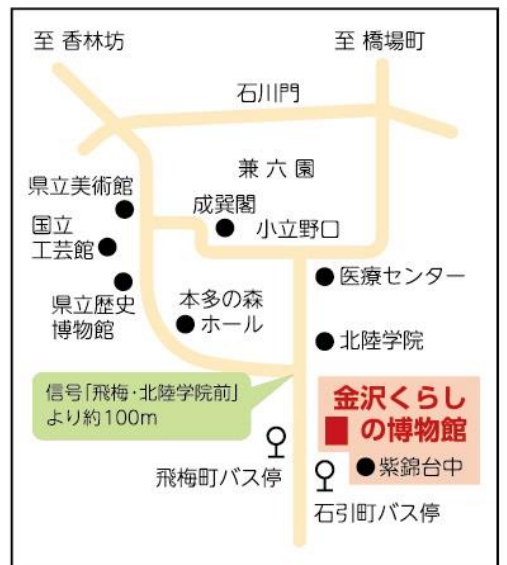 至 香林坊
至 橋場町
石川門
兼六園
県立美術館
成巽閣
小立野口
国立
工芸館
医療センター
県立歴史
博物館
本多の森
ホール
北陸学院
信号「飛梅・北陸学院前」
より約100m
金沢くらし
の博物館
紫錦台中
飛梅町バス停
石引町バス停